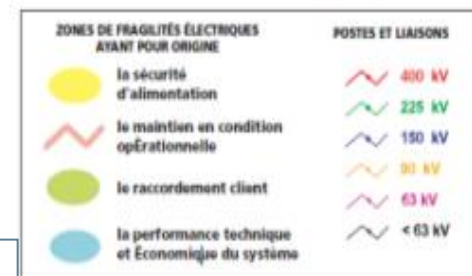 ZONES DE FRAGILITÉS ÉLECTRIQUES
AYANT POUR ORIGINE
la sécurité
d'alimentation
le maintien en condition
opÉrationnelle
le raccordement client
la performance technique
et Économique du système
POSTES ET LIAISONS
400 kV
225 kV
150 kV
90 kV
63 kV
< 63 kV